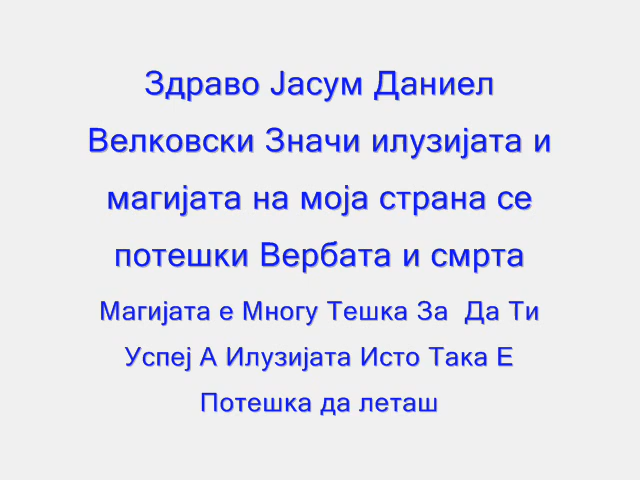 Здраво Јасум Даниел
Велковски Значи илузијата и
магијата на моја страна се
потешки Вербата и смрта
Магијата е Многу Тешка За Да Ти
Успеј А Илузијата Исто Така Е
Потешка да леташ